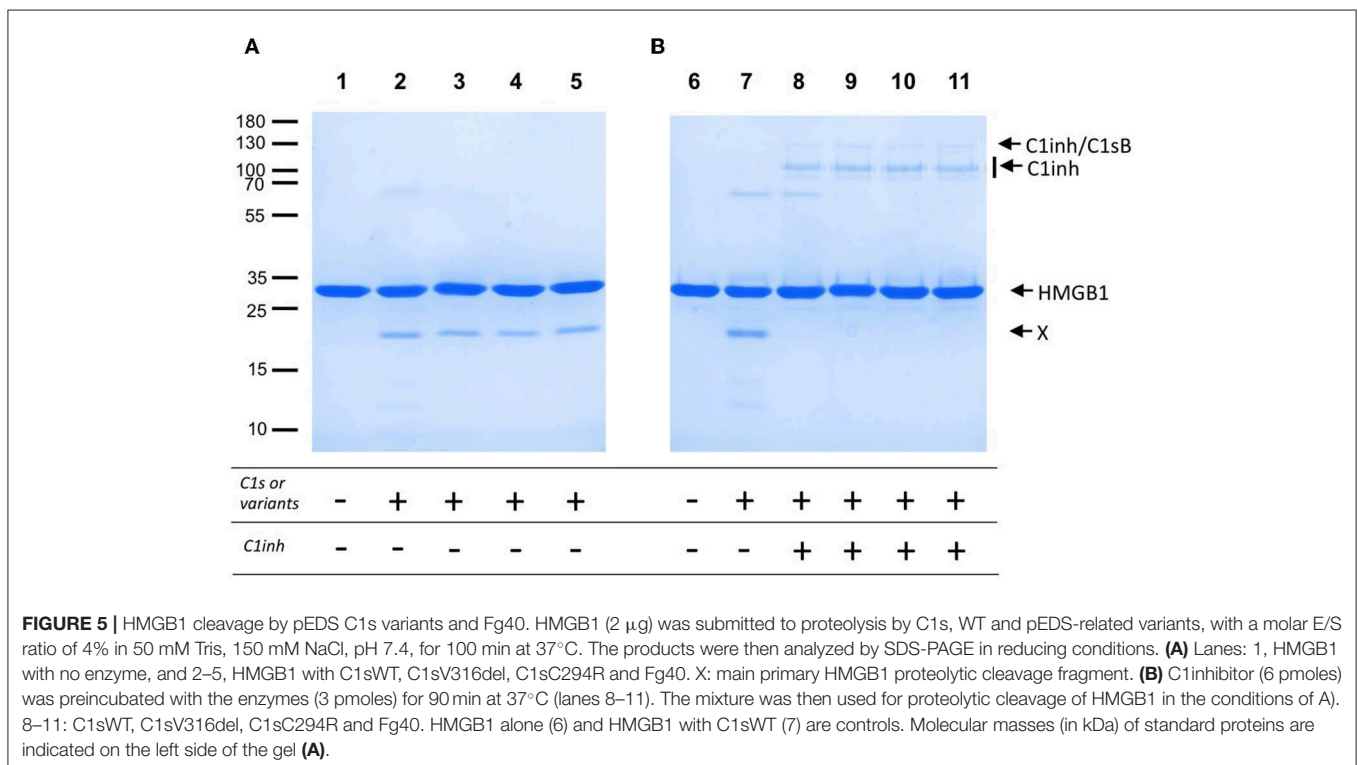 A B
1 2 3 4 5 6 7 8 9 10 11
180
130
100
70
55
35
25
15
10
C1inh/C1sB
C1inh
HMGB1
X
C1s or
variants - + + + + - + + + + +
C1inh - - - - - - - + + + +
FIGURE 5 | HMGB1 cleavage by pEDS C1s variants and Fg40. HMGB1 (2 μg) was submitted to proteolysis by C1s, WT and pEDS-related variants, with a molar E/S
ratio of 4% in 50 mM Tris, 150 mM NaCl, pH 7.4, for 100 min at 37°C. The products were then analyzed by SDS-PAGE in reducing conditions. (A) Lanes: 1, HMGB1
with no enzyme, and 2–5, HMGB1 with C1sWT, C1sV316del, C1sC294R and Fg40. X: main primary HMGB1 proteolytic cleavage fragment. (B) C1inhibitor (6 pmoles)
was preincubated with the enzymes (3 pmoles) for 90 min at 37°C (lanes 8–11). The mixture was then used for proteolytic cleavage of HMGB1 in the conditions of A).
8–11: C1sWT, C1sV316del, C1sC294R and Fg40. HMGB1 alone (6) and HMGB1 with C1sWT (7) are controls. Molecular masses (in kDa) of standard proteins are
indicated on the left side of the gel (A).